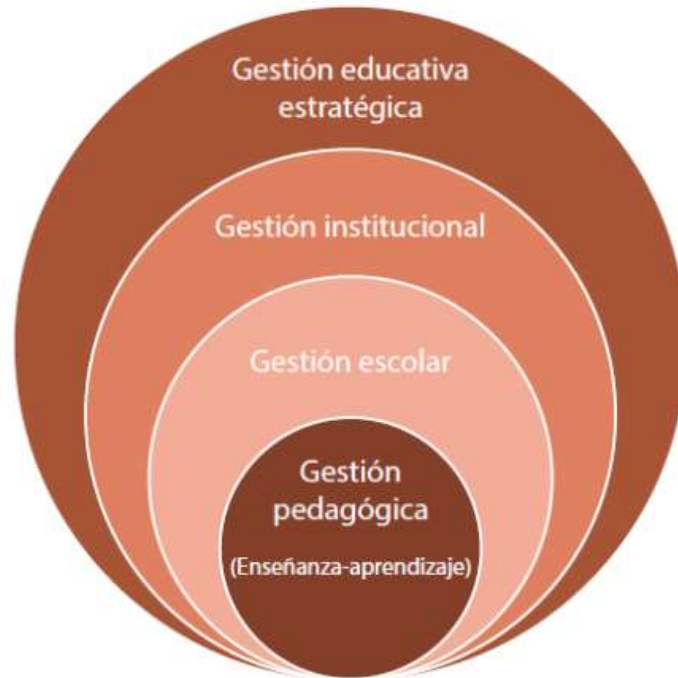 Gestión educativa
estratégica
Gestión institucional
Gestión escolar
Gestión
pedagógica
(Enseñanza-aprendizaje)